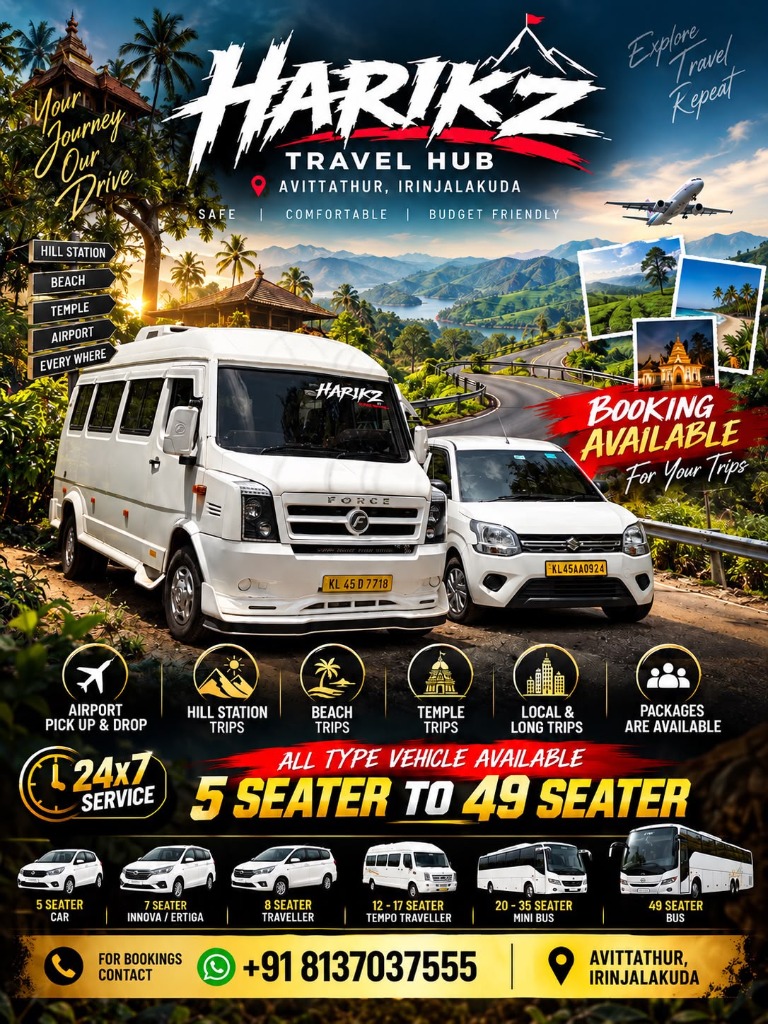 HARIKZ
TRAVEL HUB
AVITTATHUR, IRINJALAKUDA
SAFE | COMFORTABLE | BUDGET FRIENDLY
Explore
Travel
Repeat
Your
Journey
Our
Drive
HILL STATION
BEACH
TEMPLE
AIRPORT
EVERY WHERE
BOOKING
AVAILABLE
For Your Trips
HARIKZ
FORCE
KL 45 D 7718
KL45AA0924
AIRPORT
PICK UP & DROP
HILL STATION
TRIPS
BEACH
TRIPS
TEMPLE
TRIPS
LOCAL &
LONG TRIPS
PACKAGES
ARE AVAILABLE
24x7
SERVICE
ALL TYPE VEHICLE AVAILABLE
5 SEATER TO 49 SEATER
5 SEATER
CAR
7 SEATER
INNOVA / ERTIGA
8 SEATER
TRAVELLER
12 - 17 SEATER
TEMPO TRAVELLER
20 - 35 SEATER
MINI BUS
49 SEATER
BUS
FOR BOOKINGS
CONTACT
+91 8137037555
AVITTATHUR,
IRINJALAKUDA